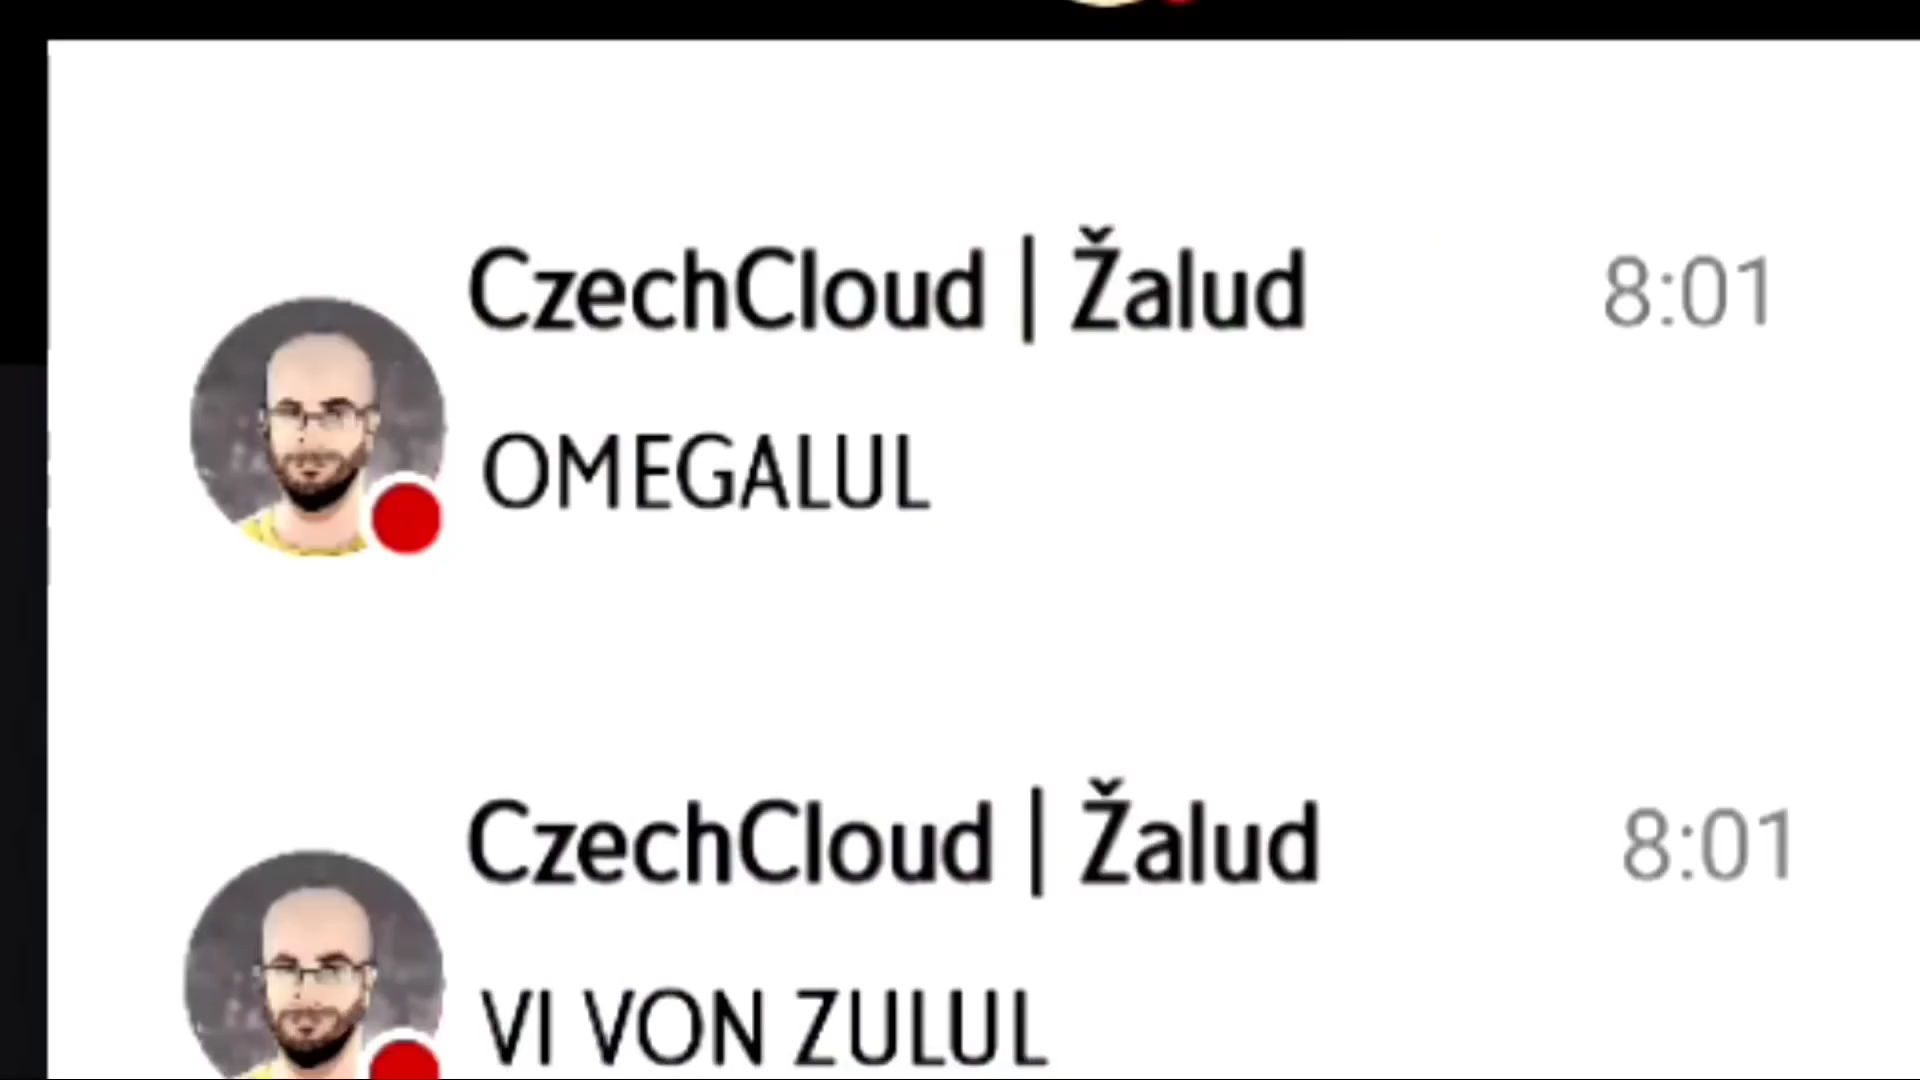 CzechCloud | Žalud 8:01
OMEGALUL
CzechCloud | Žalud 8:01
VI VON ZULUL